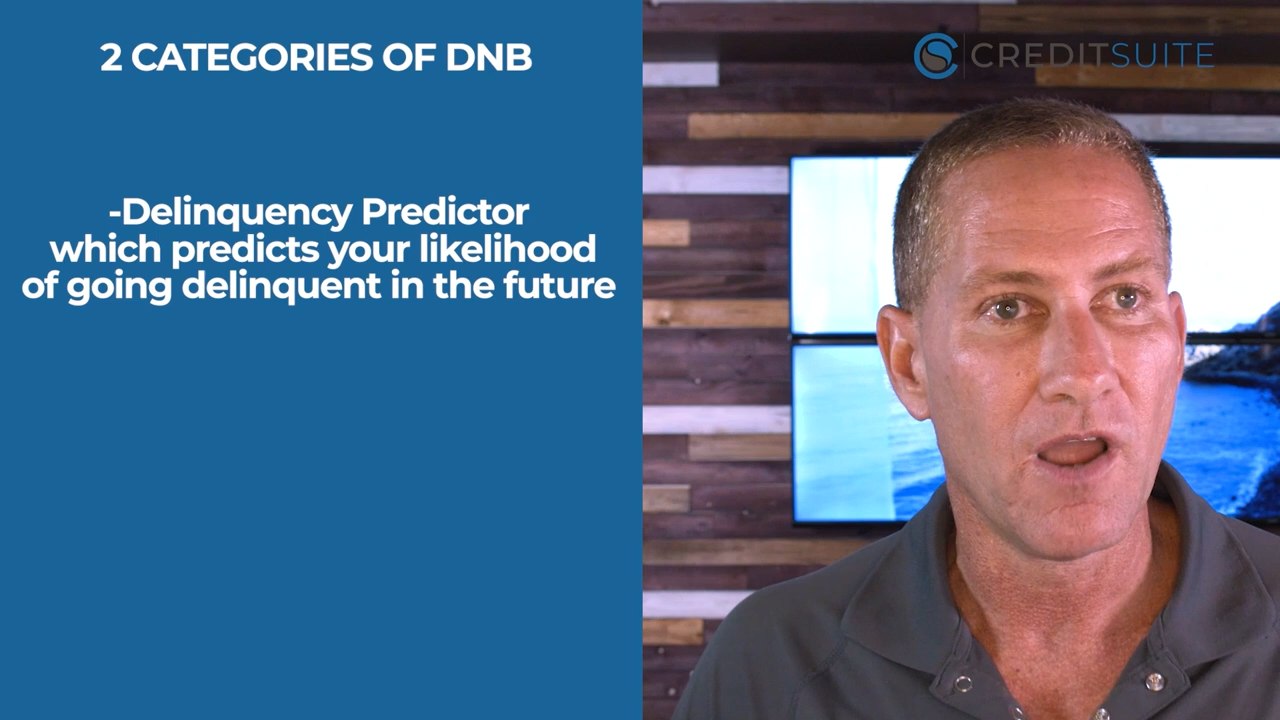 2 CATEGORIES OF DNB
CREDITSUITE
-Delinquency Predictor
which predicts your likelihood
of going delinquent in the future